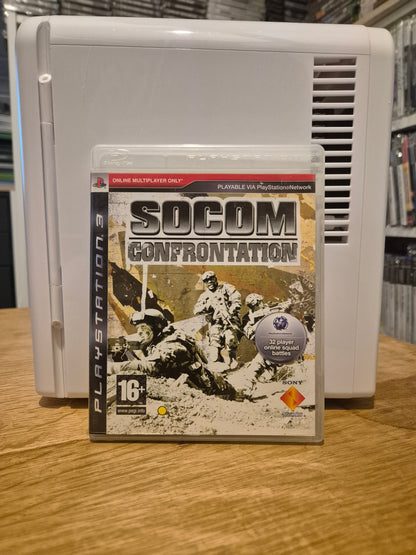 ONLINE MULTIPLAYER ONLY*
PLAYABLE VIA PlayStation®Network
SOCOM
CONFRONTATION
PLAYSTATION 3
32 player
online squad
battles
16+
www.pegi.info
SONY